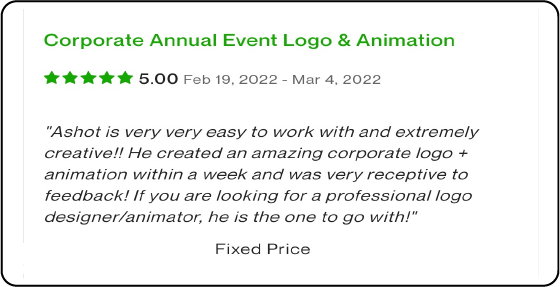 Corporate Annual Event Logo & Animation
5.00 Feb 19, 2022 - Mar 4, 2022
"Ashot is very very easy to work with and extremely
creative!! He created an amazing corporate logo +
animation within a week and was very receptive to
feedback! If you are looking for a professional logo
designer/animator, he is the one to go with!"
Fixed Price